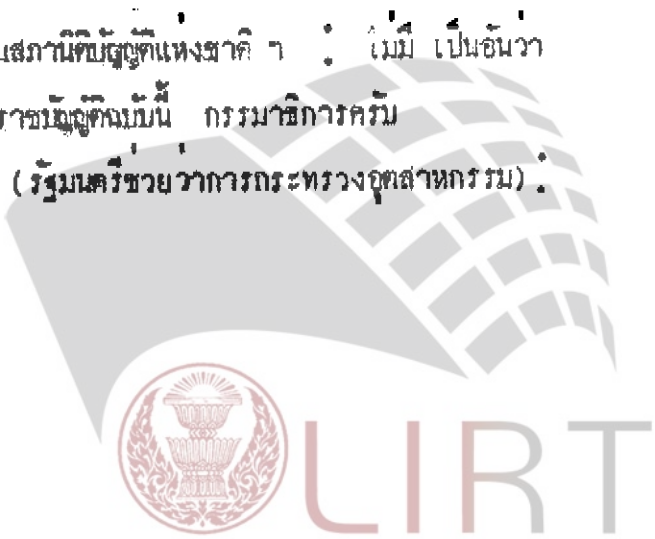 นสภานิติบัญญัติแห่งชาติ ฯ : ไม่มี เป็นอันว่า
ราชบัญญัติฉบับนี้ กรรมาธิการครับ
(รัฐมนตรีช่วยว่าการกระทรวงอุตสาหกรรม) :
LIRT